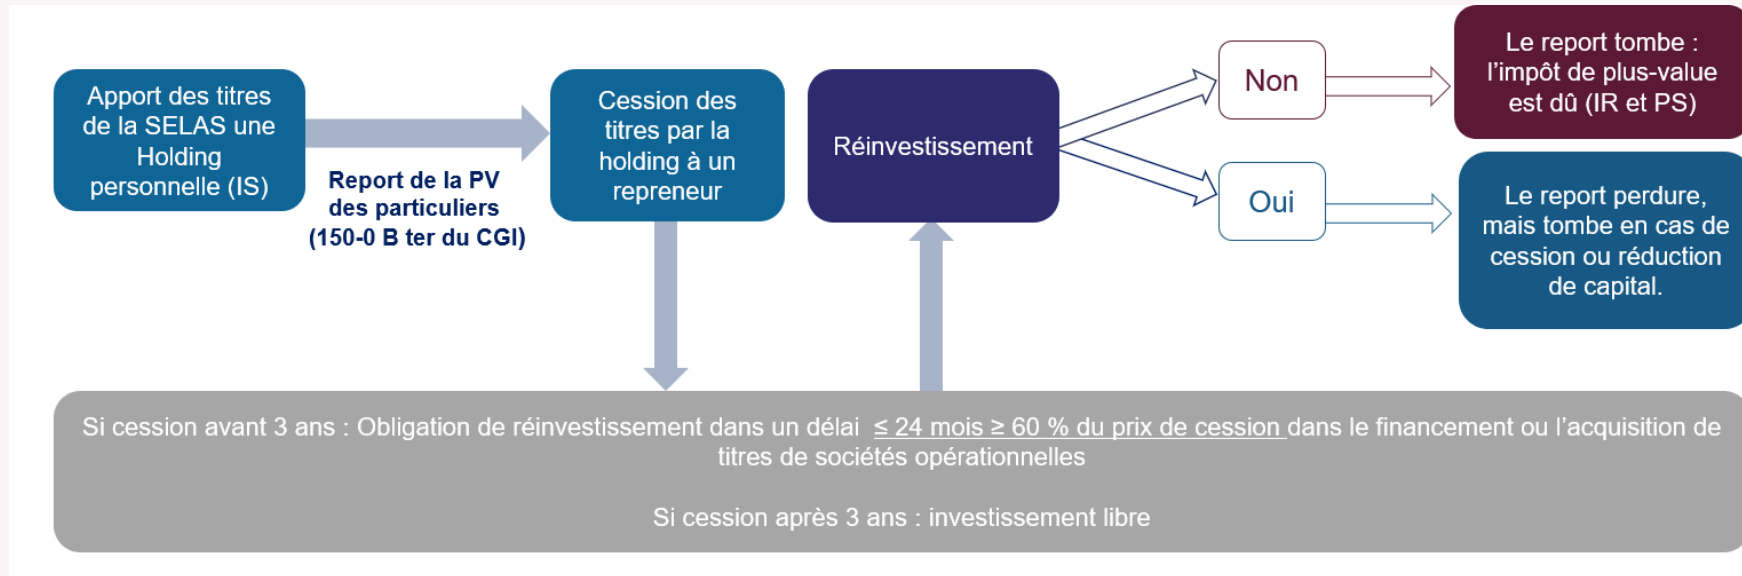 Apport des titres
de la SELAS une
Holding
personnelle (IS)
Report de la PV
des particuliers
(150-0 B ter du CGI)
Cession des
titres par la
holding à un
repreneur
Réinvestissement
Non
Le report tombe :
l’impôt de plus-value
est dû (IR et PS)
Oui
Le report perdure,
mais tombe en cas de
cession ou réduction
de capital.
Si cession avant 3 ans : Obligation de réinvestissement dans un délai ≤ 24 mois ≥ 60 % du prix de cession dans le financement ou l’acquisition de
titres de sociétés opérationnelles
Si cession après 3 ans : investissement libre